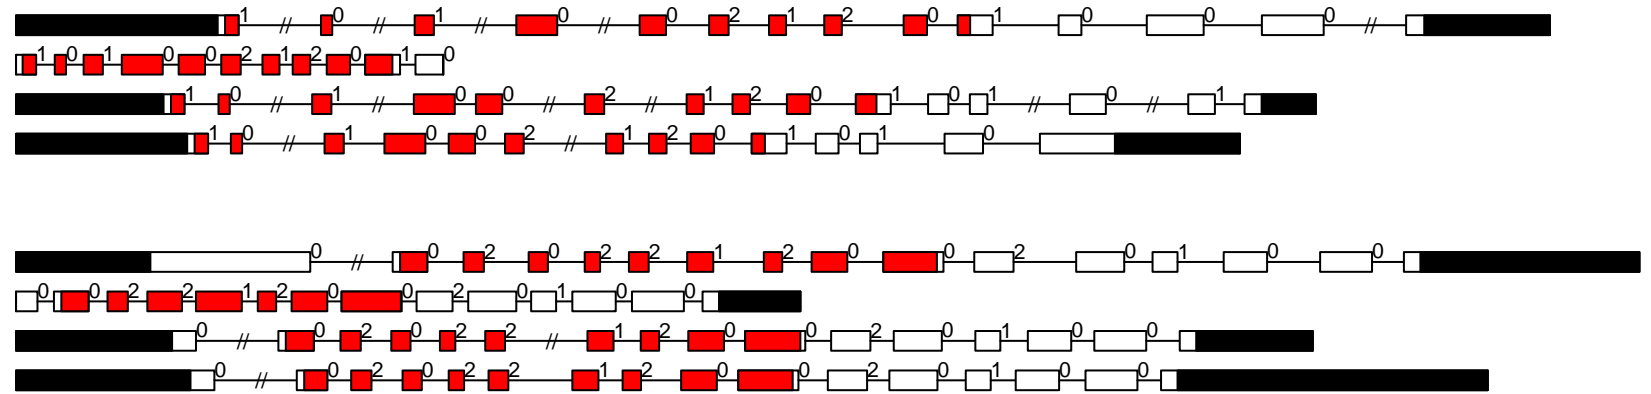 1 // 0 // 1 // 0 // 0 2 1 2 0 1 0 0 0 //
1 0 1 0 0 2 1 2 0 1 0
1 0 // 1 // 0 0 // 2 // 1 2 0 1 0 1 // 0 // 1
1 0 // 1 0 0 2 // 1 2 0 1 0 1 0
0 // 0 2 0 2 2 1 2 0 0 2 0 1 0 0
0 0 2 2 1 2 0 0 2 0 1 0 0
0 // 0 2 0 2 2 // 1 2 0 0 2 0 1 0 0
0 // 0 2 0 2 2 1 2 0 0 2 0 1 0 0